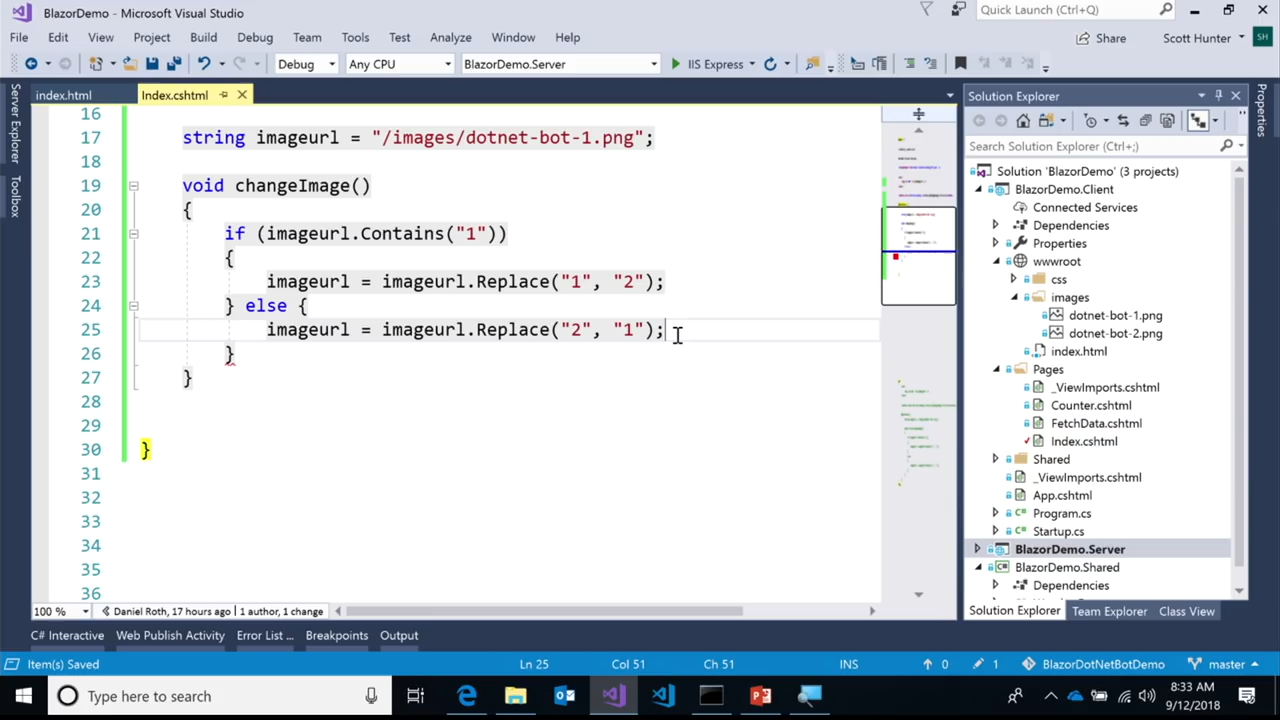 BlazorDemo - Microsoft Visual Studio
Quick Launch (Ctrl+Q)
File Edit View Project Build Debug Team Tools Test Analyze Window Help
Share Scott Hunter SH
Debug Any CPU BlazorDemo.Server IIS Express
Server Explorer
Toolbox
index.html Index.cshtml
16
17 string imageurl = "/images/dotnet-bot-1.png";
18
19 void changeImage()
20 {
21 if (imageurl.Contains("1"))
22 {
23 imageurl = imageurl.Replace("1", "2");
24 } else {
25 imageurl = imageurl.Replace("2", "1");
26 }
27 }
28
29
30 }
31
32
33
34
35
36
100 % Daniel Roth, 17 hours ago | 1 author, 1 change
Solution Explorer
Properties
Search Solution Explorer (Ctrl+;)
Solution 'BlazorDemo' (3 projects)
BlazorDemo.Client
Connected Services
Dependencies
Properties
wwwroot
css
images
dotnet-bot-1.png
dotnet-bot-2.png
index.html
Pages
_ViewImports.cshtml
Counter.cshtml
FetchData.cshtml
Index.cshtml
Shared
_ViewImports.cshtml
App.cshtml
Program.cs
Startup.cs
BlazorDemo.Server
BlazorDemo.Shared
Dependencies
Solution Explorer Team Explorer Class View
C# Interactive Web Publish Activity Error List ... Breakpoints Output
Item(s) Saved Ln 25 Col 51 Ch 51 INS 0 1 BlazorDotNetBotDemo master
Type here to search
8:33 AM
9/12/2018